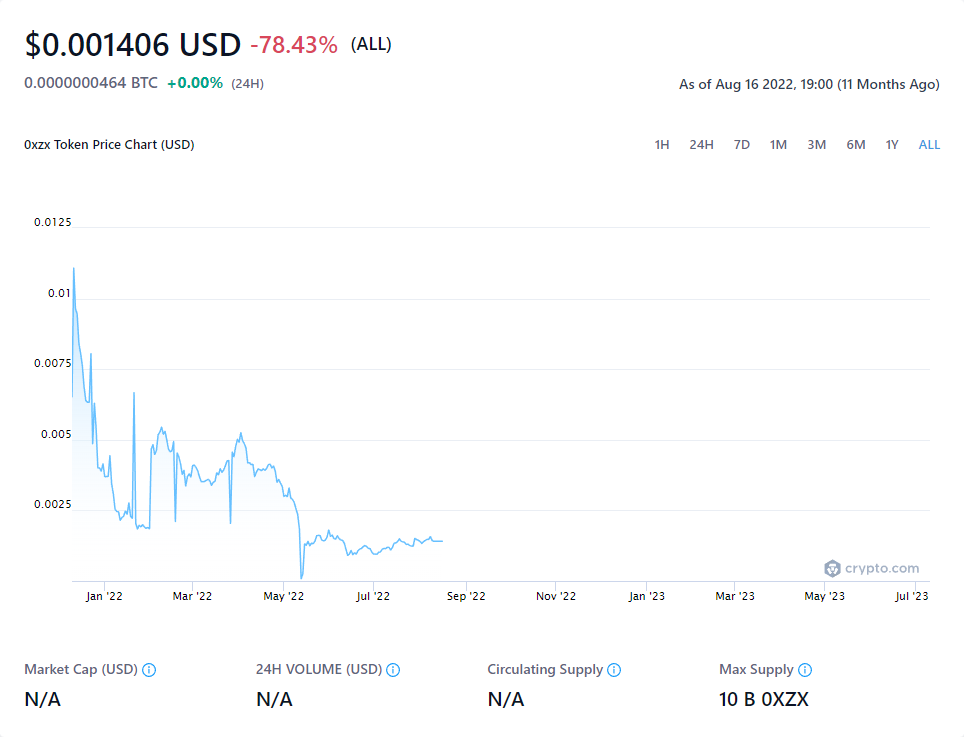 $0.001406 USD -78.43% (ALL)
0.0000000464 BTC +0.00% (24H)
As of Aug 16 2022, 19:00 (11 Months Ago)
0xzx Token Price Chart (USD)
1H 24H 7D 1M 3M 6M 1Y ALL
0.0125
0.01
0.0075
0.005
0.0025
crypto.com
Jan '22 Mar '22 May '22 Jul '22 Sep '22 Nov '22 Jan '23 Mar '23 May '23 Jul '23
Market Cap (USD) 24H VOLUME (USD) Circulating Supply Max Supply
N/A N/A N/A 10 B 0XZX